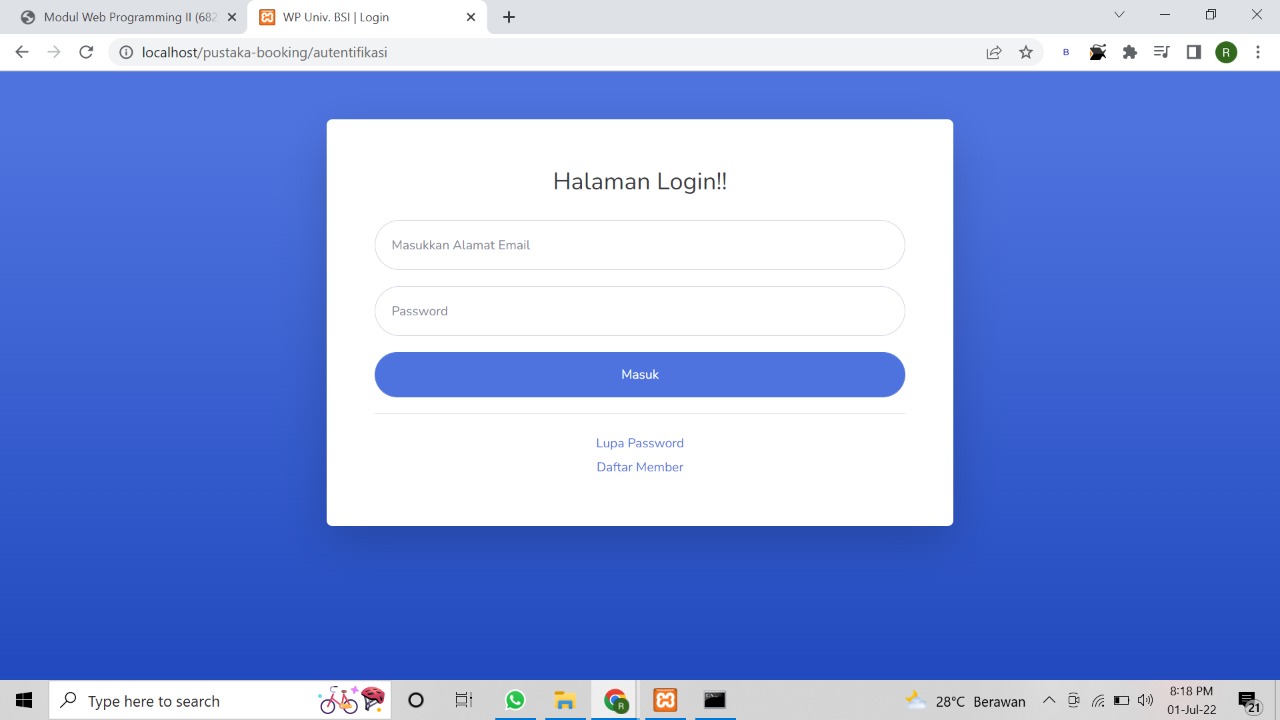 Modul Web Programming II (682
WP Univ. BSI | Login
localhost/pustaka-booking/autentifikasi
B
R
Halaman Login!!
Masukkan Alamat Email
Password
Masuk
Lupa Password
Daftar Member
Type here to search
R
28°C Berawan
8:18 PM
01-Jul-22
21